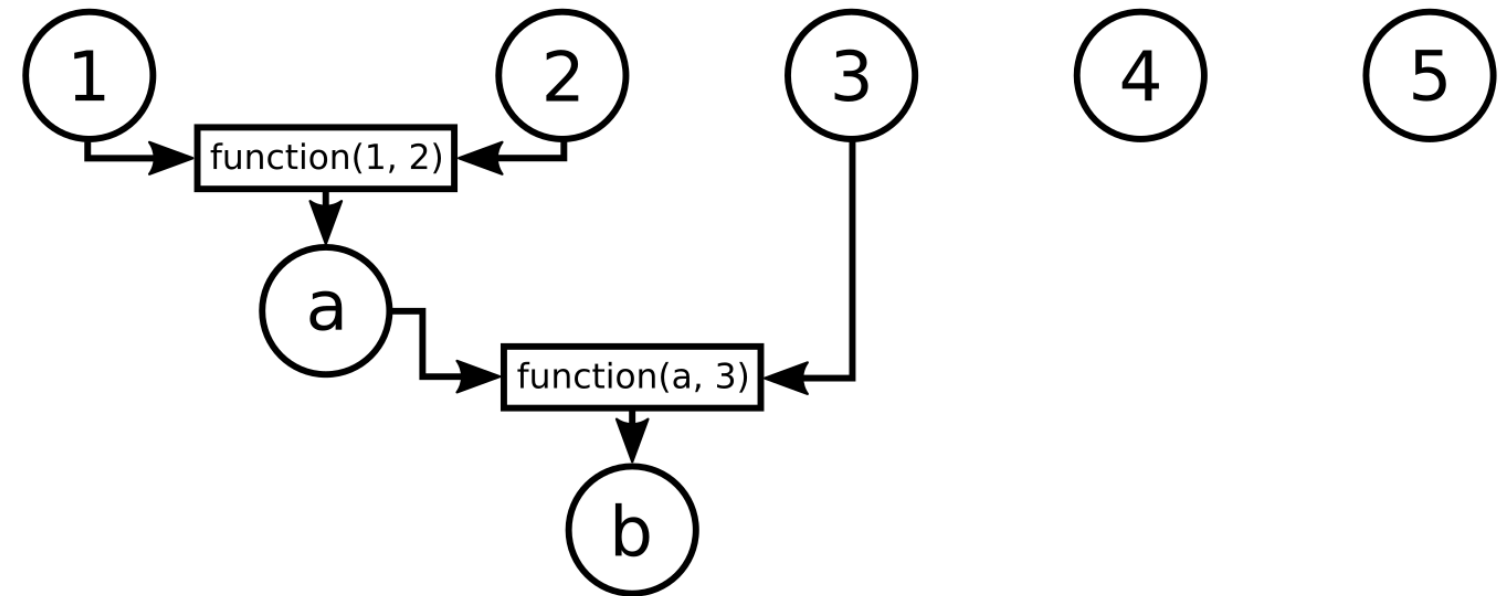 1 2 3 4 5
function(1, 2)
a
function(a, 3)
b